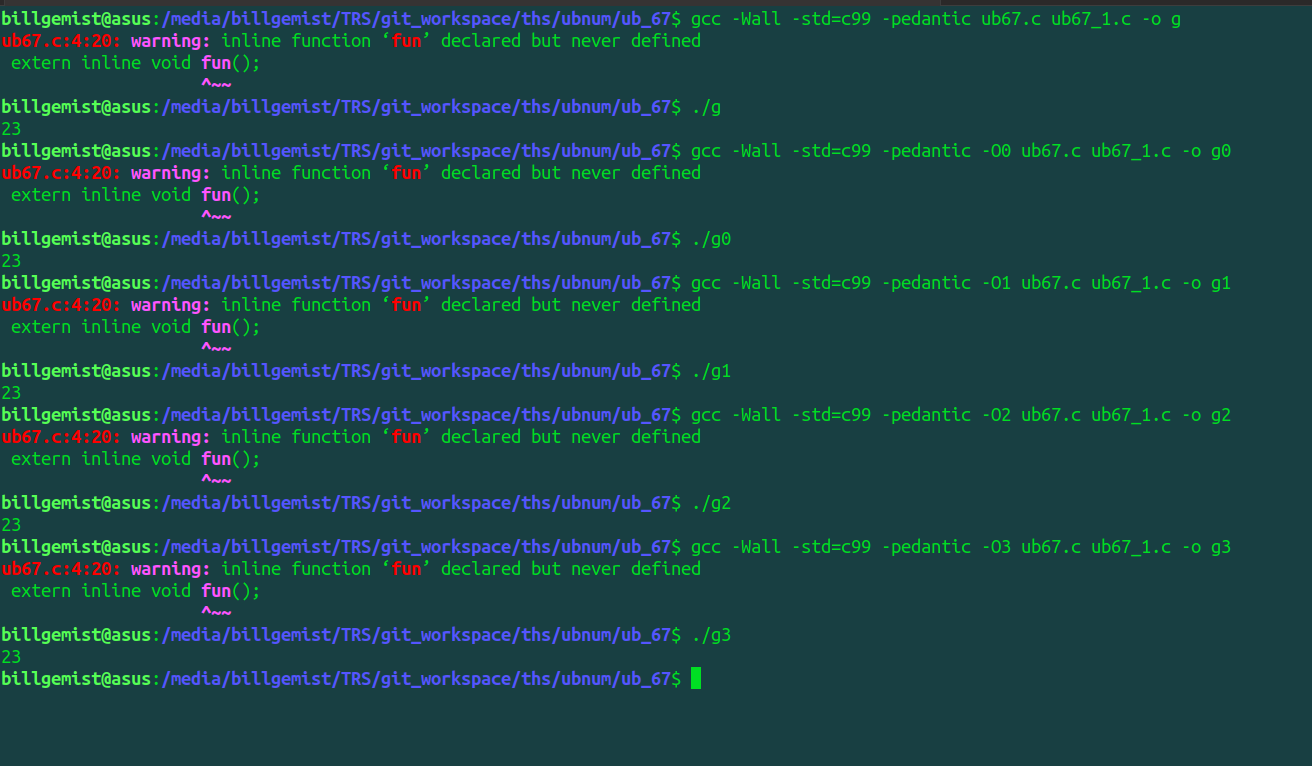 billgemist@asus:/media/billgemist/TRS/git_workspace/ths/ubnum/ub_67$ gcc -Wall -std=c99 -pedantic ub67.c ub67_1.c -o g
ub67.c:4:20: warning: inline function ‘fun’ declared but never defined
 extern inline void fun();
                    ^~~
billgemist@asus:/media/billgemist/TRS/git_workspace/ths/ubnum/ub_67$ ./g
23
billgemist@asus:/media/billgemist/TRS/git_workspace/ths/ubnum/ub_67$ gcc -Wall -std=c99 -pedantic -O0 ub67.c ub67_1.c -o g0
ub67.c:4:20: warning: inline function ‘fun’ declared but never defined
 extern inline void fun();
                    ^~~
billgemist@asus:/media/billgemist/TRS/git_workspace/ths/ubnum/ub_67$ ./g0
23
billgemist@asus:/media/billgemist/TRS/git_workspace/ths/ubnum/ub_67$ gcc -Wall -std=c99 -pedantic -O1 ub67.c ub67_1.c -o g1
ub67.c:4:20: warning: inline function ‘fun’ declared but never defined
 extern inline void fun();
                    ^~~
billgemist@asus:/media/billgemist/TRS/git_workspace/ths/ubnum/ub_67$ ./g1
23
billgemist@asus:/media/billgemist/TRS/git_workspace/ths/ubnum/ub_67$ gcc -Wall -std=c99 -pedantic -O2 ub67.c ub67_1.c -o g2
ub67.c:4:20: warning: inline function ‘fun’ declared but never defined
 extern inline void fun();
                    ^~~
billgemist@asus:/media/billgemist/TRS/git_workspace/ths/ubnum/ub_67$ ./g2
23
billgemist@asus:/media/billgemist/TRS/git_workspace/ths/ubnum/ub_67$ gcc -Wall -std=c99 -pedantic -O3 ub67.c ub67_1.c -o g3
ub67.c:4:20: warning: inline function ‘fun’ declared but never defined
 extern inline void fun();
                    ^~~
billgemist@asus:/media/billgemist/TRS/git_workspace/ths/ubnum/ub_67$ ./g3
23
billgemist@asus:/media/billgemist/TRS/git_workspace/ths/ubnum/ub_67$